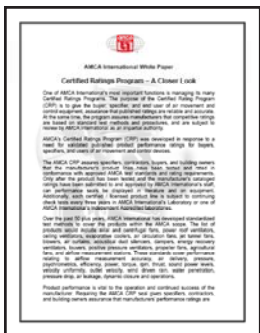 AMCA International White Paper
Certified Ratings Program – A Closer Look
One of AMCA International's most important functions is managing its many
Certified Ratings Programs. The purpose of the Certified Rating Program
(CRP) is to give the buyer, specifier, and end user of air movement and
control equipment, assurance that published ratings are reliable and accurate.
At the same time, the program assures manufacturers that competitive ratings
are based on standard test methods and procedures, and are subject to
review by AMCA International as an impartial authority.
AMCA's Certified Ratings Program (CRP) was developed in response to a
need for validated published product performance ratings for buyers,
specifiers, and users of air movement and control devices.
The AMCA CRP assures specifiers, contractors, buyers, and building owners
that the manufacturer's product lines have been tested and rated in
conformance with approved AMCA test standards and rating requirements.
Only after the product has been tested and the manufacturer's cataloged
ratings have been submitted to and approved by AMCA International's staff,
can performance seals be displayed in literature and on equipment.
Additionally, each certified - licensed product line is subject to continuing
check tests every three years in AMCA International's Laboratory or one of
AMCA International's Independent Accredited laboratories.
Over the past 50 plus years, AMCA International has developed standardized
test methods to cover the products within the AMCA scope. The list of
products would include axial and centrifugal fans, power roof ventilators,
ceiling ventilators, evaporative coolers, air circulation fans, jet tunnel fans,
blowers, air curtains, acoustical duct silencers, dampers, energy recovery
ventilators, louvers, positive pressure ventilators, propeller fans, agricultural
fans, and airflow measurement stations. These standards cover performance
relating to airflow measurement accuracy, air delivery, pressure,
psychrometrics, efficiency, power, torque, rpm, thrust, sound power levels,
velocity uniformity, outlet velocity, wind driven rain, water penetration,
pressure drop, air leakage, dynamic closure and operations.
Product performance is vital to the operation and continued success of the
manufacturer. Requiring the AMCA CRP seal gives specifiers, contractors,
and building owners assurance that manufacturers' performance ratings are